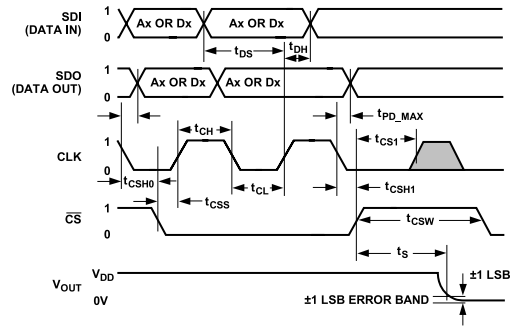 SDI
(DATA IN)
1
0
Ax OR Dx
Ax OR Dx
tDS
tDH
SDO
(DATA OUT)
1
0
Ax OR Dx
Ax OR Dx
tPD_MAX
tCH
tCS1
CLK
1
0
tCSH0
tCSS
tCL
tCSH1
CS
1
0
tCSW
tS
VOUT
VDD
0V
±1 LSB
±1 LSB ERROR BAND